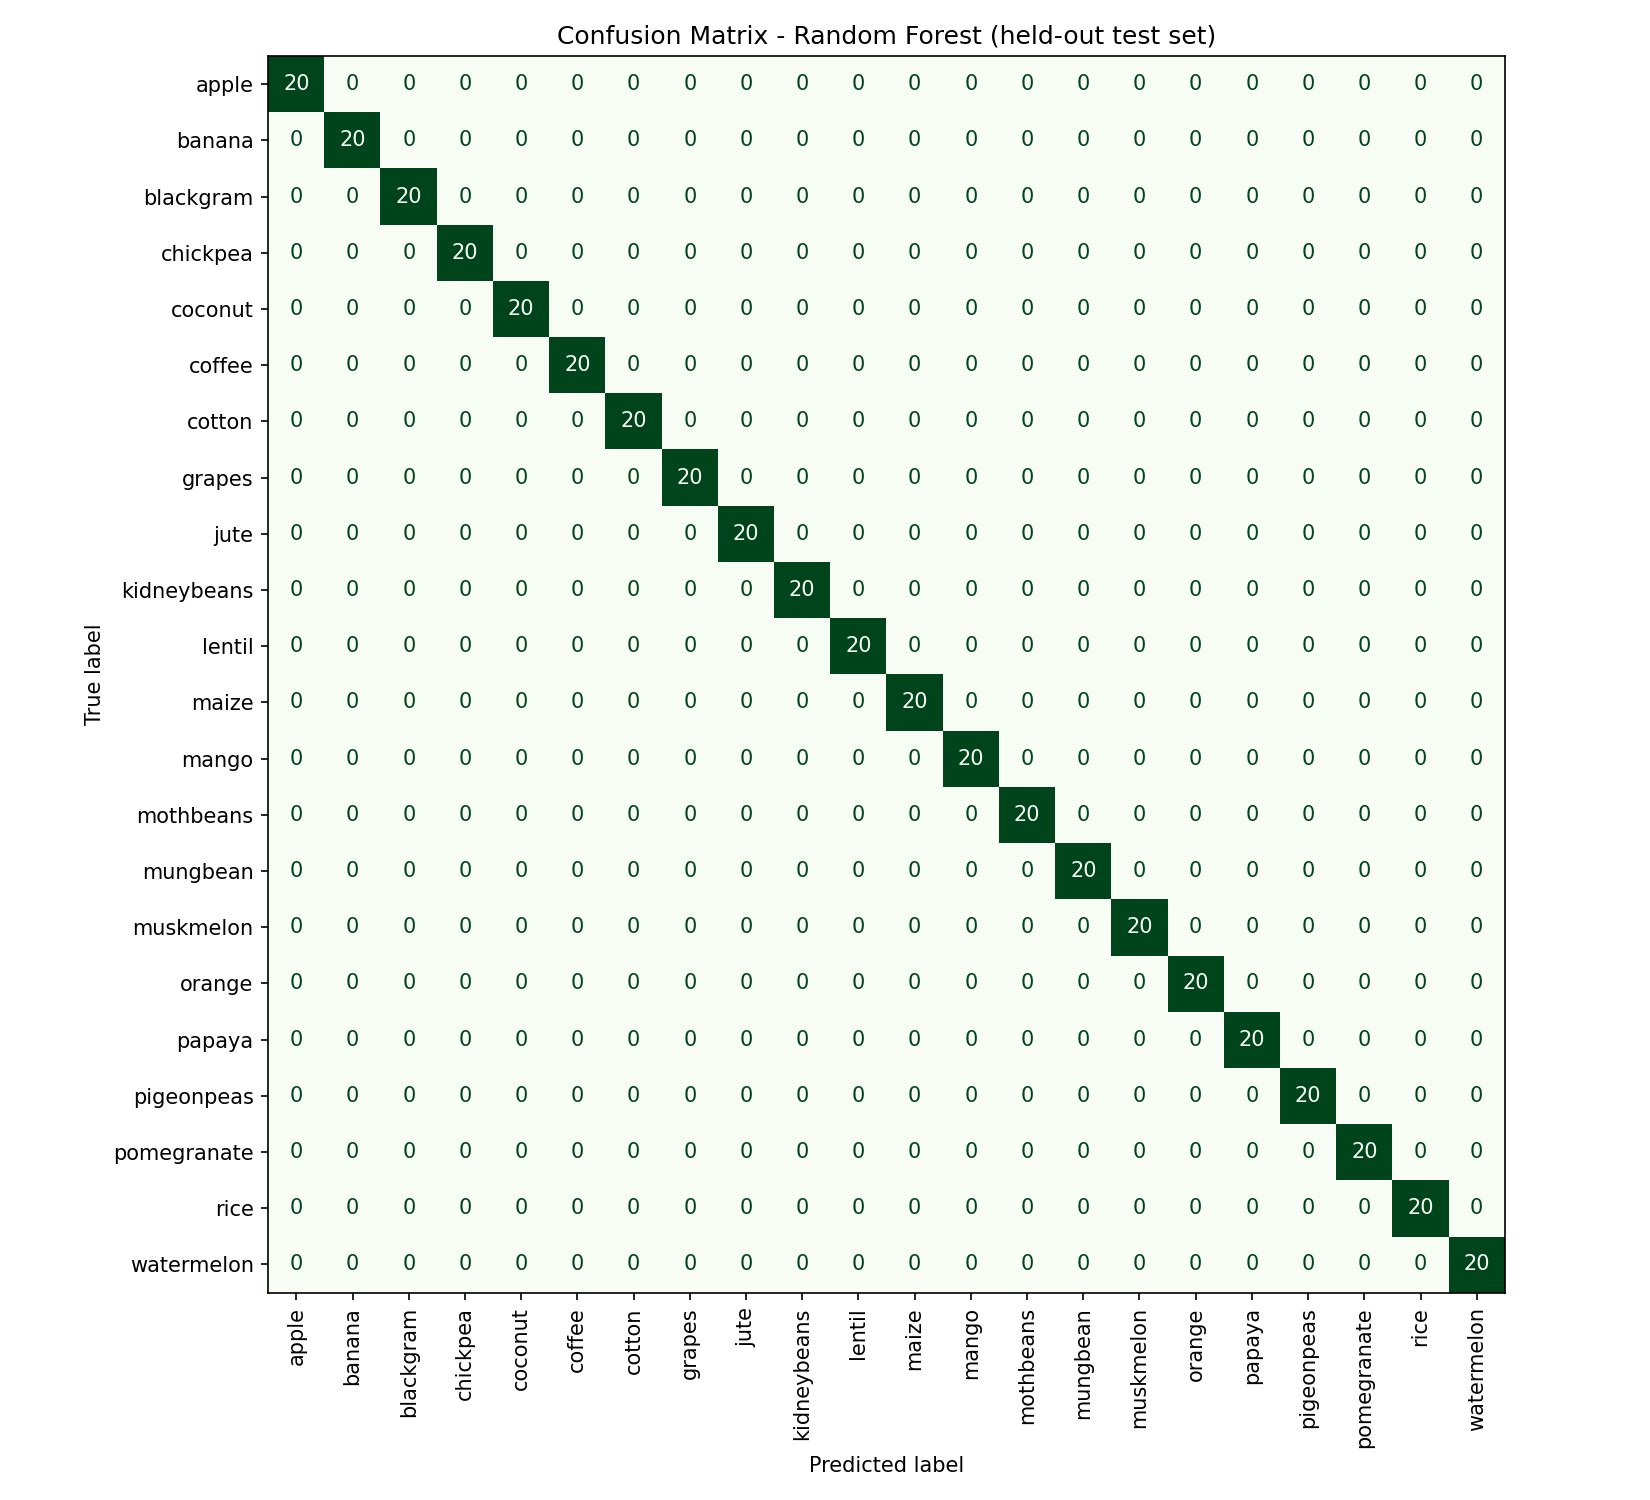 Confusion Matrix - Random Forest (held-out test set)
apple 20 0 0 0 0 0 0 0 0 0 0 0 0 0 0 0 0 0 0 0 0 0
banana 0 20 0 0 0 0 0 0 0 0 0 0 0 0 0 0 0 0 0 0 0 0
blackgram 0 0 20 0 0 0 0 0 0 0 0 0 0 0 0 0 0 0 0 0 0 0
chickpea 0 0 0 20 0 0 0 0 0 0 0 0 0 0 0 0 0 0 0 0 0 0
coconut 0 0 0 0 20 0 0 0 0 0 0 0 0 0 0 0 0 0 0 0 0 0
coffee 0 0 0 0 0 20 0 0 0 0 0 0 0 0 0 0 0 0 0 0 0 0
cotton 0 0 0 0 0 0 20 0 0 0 0 0 0 0 0 0 0 0 0 0 0 0
grapes 0 0 0 0 0 0 0 20 0 0 0 0 0 0 0 0 0 0 0 0 0 0
jute 0 0 0 0 0 0 0 0 20 0 0 0 0 0 0 0 0 0 0 0 0 0
kidneybeans 0 0 0 0 0 0 0 0 0 20 0 0 0 0 0 0 0 0 0 0 0 0
lentil 0 0 0 0 0 0 0 0 0 0 20 0 0 0 0 0 0 0 0 0 0 0
maize 0 0 0 0 0 0 0 0 0 0 0 20 0 0 0 0 0 0 0 0 0 0
mango 0 0 0 0 0 0 0 0 0 0 0 0 20 0 0 0 0 0 0 0 0 0
mothbeans 0 0 0 0 0 0 0 0 0 0 0 0 0 20 0 0 0 0 0 0 0 0
mungbean 0 0 0 0 0 0 0 0 0 0 0 0 0 0 20 0 0 0 0 0 0 0
muskmelon 0 0 0 0 0 0 0 0 0 0 0 0 0 0 0 20 0 0 0 0 0 0
orange 0 0 0 0 0 0 0 0 0 0 0 0 0 0 0 0 20 0 0 0 0 0
papaya 0 0 0 0 0 0 0 0 0 0 0 0 0 0 0 0 0 20 0 0 0 0
pigeonpeas 0 0 0 0 0 0 0 0 0 0 0 0 0 0 0 0 0 0 20 0 0 0
pomegranate 0 0 0 0 0 0 0 0 0 0 0 0 0 0 0 0 0 0 0 20 0 0
rice 0 0 0 0 0 0 0 0 0 0 0 0 0 0 0 0 0 0 0 0 20 0
watermelon 0 0 0 0 0 0 0 0 0 0 0 0 0 0 0 0 0 0 0 0 0 20
True label
apple banana blackgram chickpea coconut coffee cotton grapes jute kidneybeans lentil maize mango mothbeans mungbean muskmelon orange papaya pigeonpeas pomegranate rice watermelon
Predicted label